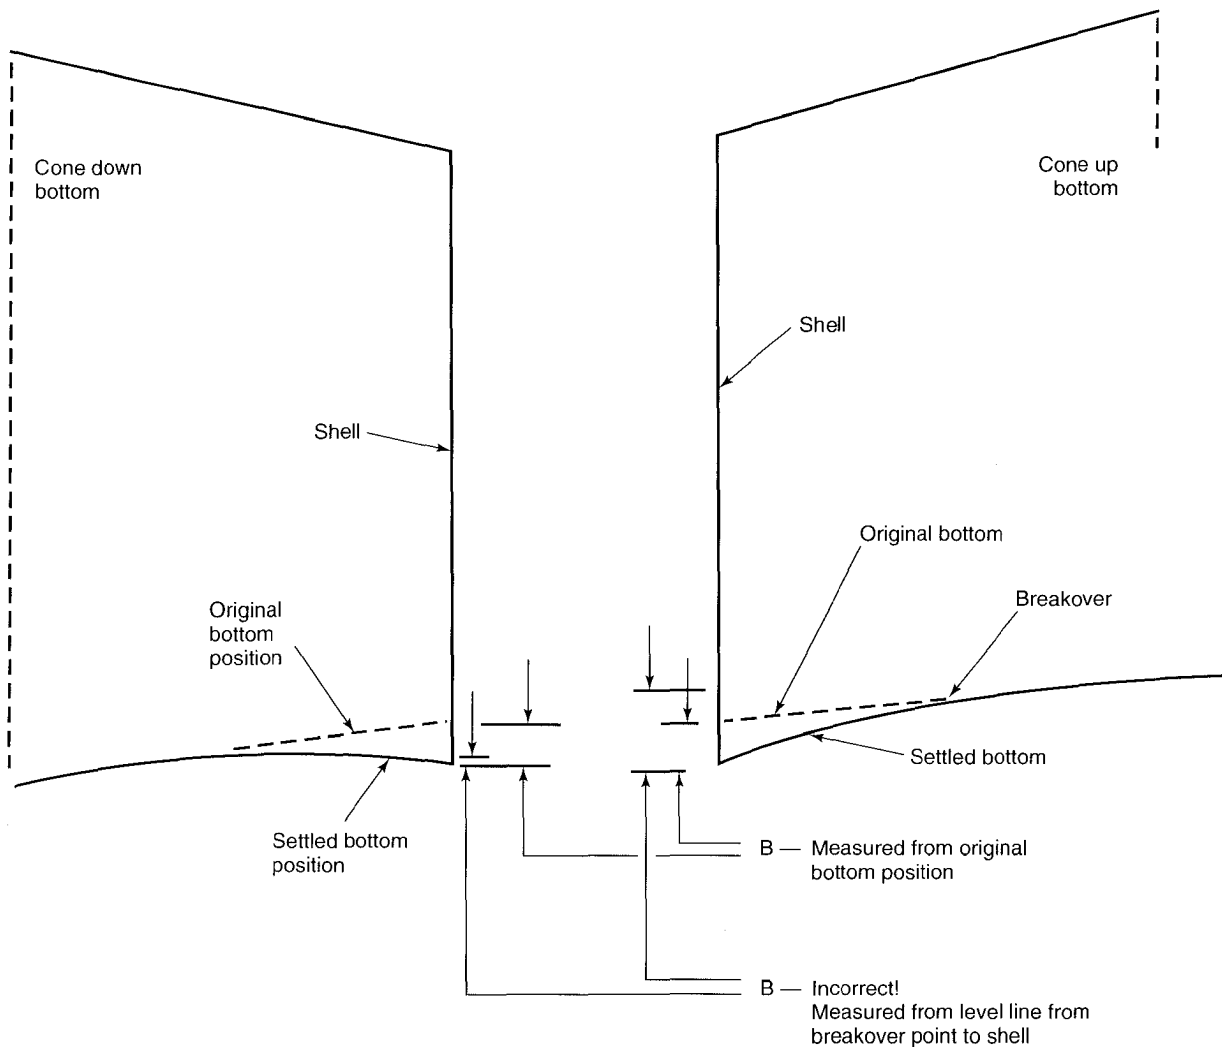 Cone down
bottom
Cone up
bottom
Shell
Shell
Original bottom
Breakover
Original
bottom
position
Settled bottom
Settled bottom
position
B — Measured from original
bottom position
B — Incorrect!
Measured from level line from
breakover point to shell